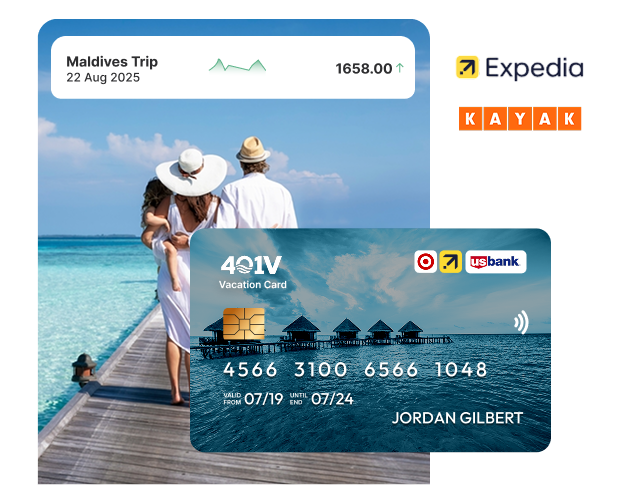 Maldives Trip
22 Aug 2025
1658.00
Expedia
KAYAK
401V
Vacation Card
usbank
4566 3100 6566 1048
VALID FROM 07/19 UNTIL END 07/24
JORDAN GILBERT